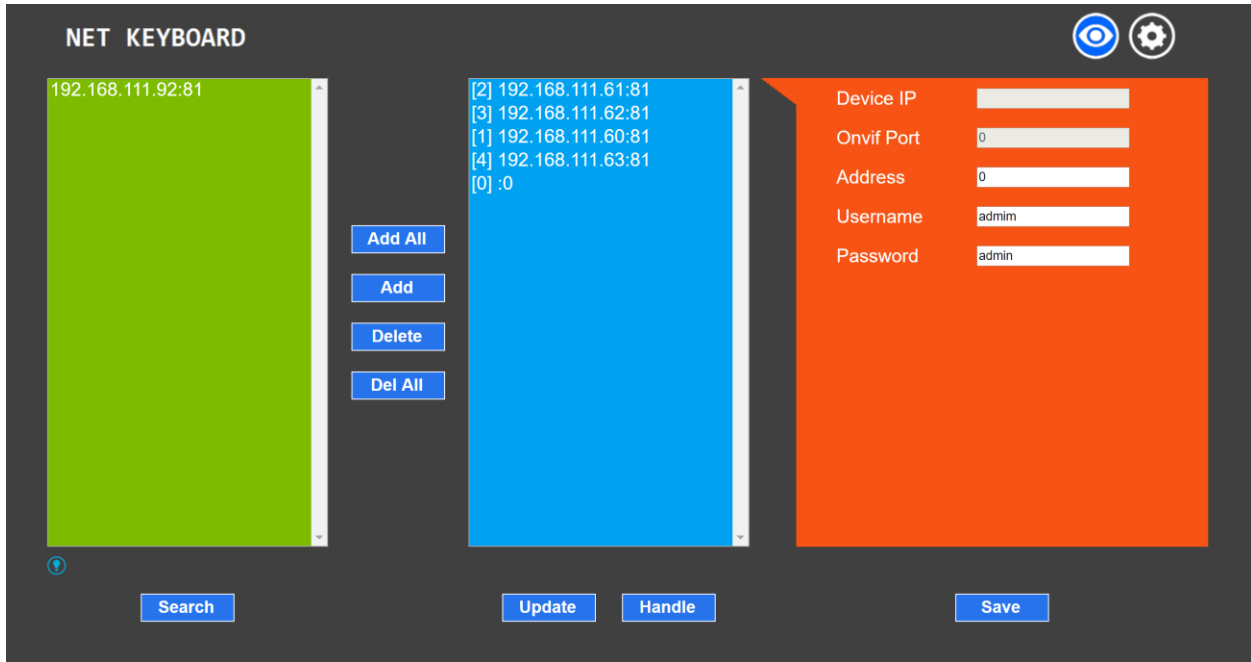 NET KEYBOARD
192.168.111.92:81
[2] 192.168.111.61:81
[3] 192.168.111.62:81
[1] 192.168.111.60:81
[4] 192.168.111.63:81
[0] :0
Add All
Add
Delete
Del All
Device IP
Onvif Port 0
Address 0
Username admim
Password admin
Search
Update
Handle
Save